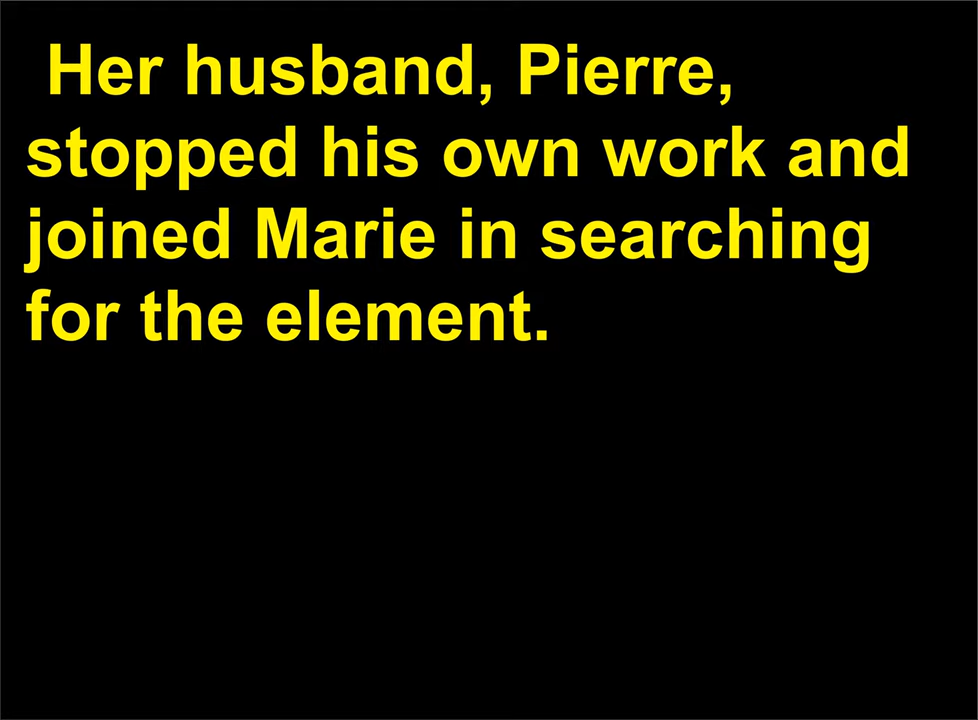 Her husband, Pierre,
stopped his own work and
joined Marie in searching
for the element.